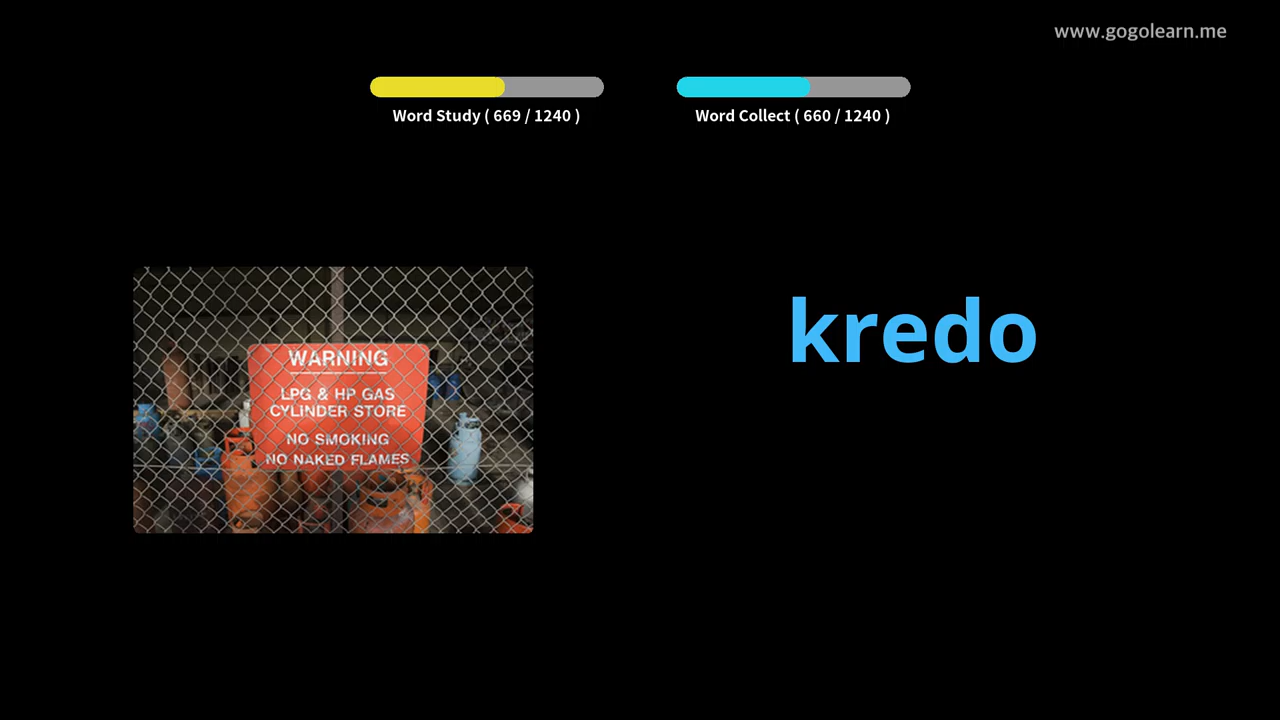 www.gogolearn.me
Word Study ( 669 / 1240 )
Word Collect ( 660 / 1240 )
WARNING
LPG & HP GAS
CYLINDER STORE
NO SMOKING
NO NAKED FLAMES
kredo